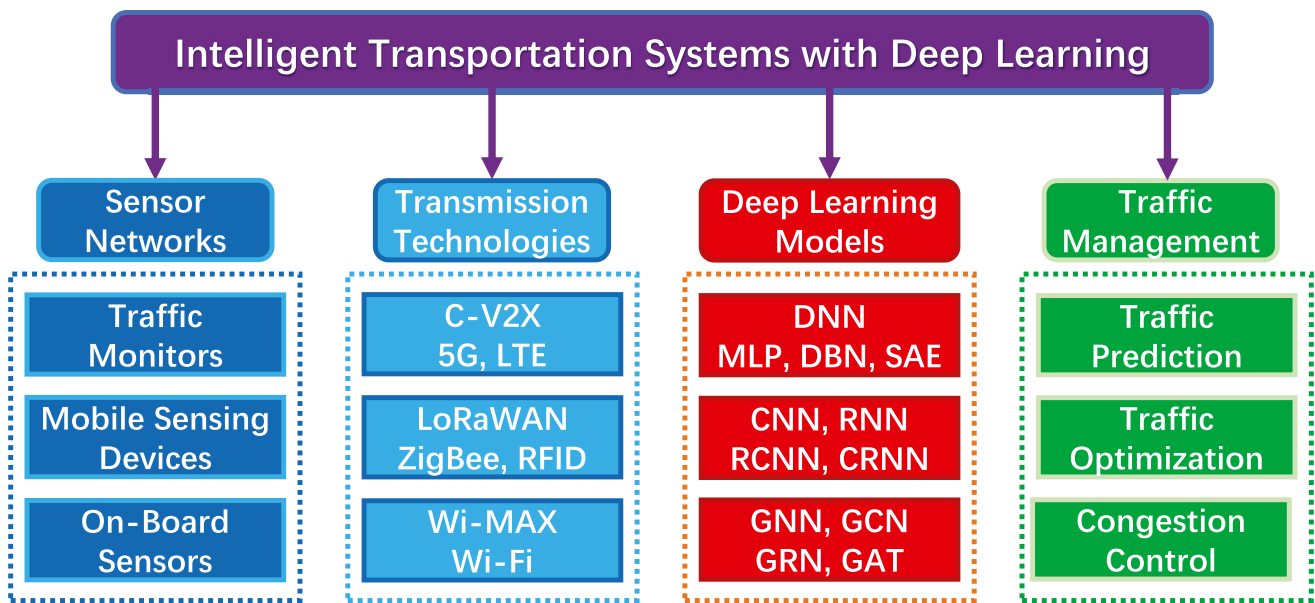 Intelligent Transportation Systems with Deep Learning
Sensor
Networks
Traffic
Monitors
Mobile Sensing
Devices
On-Board
Sensors
Transmission
Technologies
C-V2X
5G, LTE
LoRaWAN
ZigBee, RFID
Wi-MAX
Wi-Fi
Deep Learning
Models
DNN
MLP, DBN, SAE
CNN, RNN
RCNN, CRNN
GNN, GCN
GRN, GAT
Traffic
Management
Traffic
Prediction
Traffic
Optimization
Congestion
Control